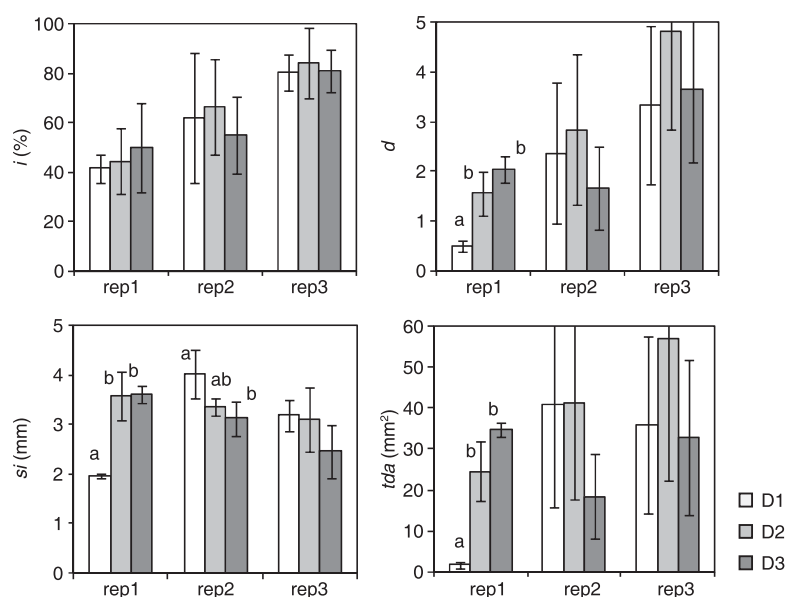 100
80
60
40
20
0
i (%)
rep1 rep2 rep3
5
4
3
2
1
0
d
a b b
rep1 rep2 rep3
5
4
3
2
1
0
si (mm)
a b b a ab b
rep1 rep2 rep3
60
50
40
30
20
10
0
tda (mm²)
a b b
rep1 rep2 rep3
D1
D2
D3